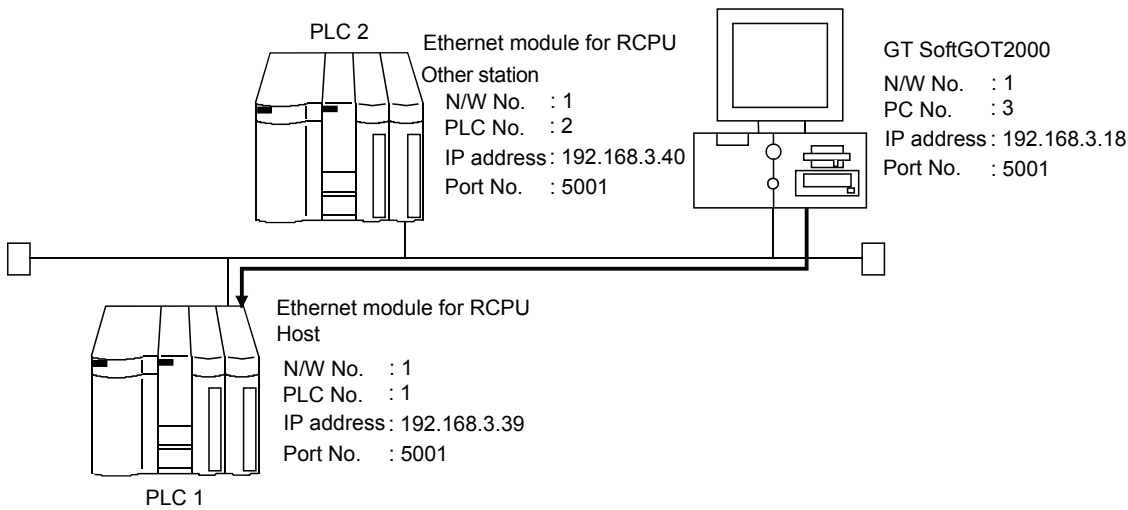 PLC 2
Ethernet module for RCPU
Other station
N/W No. : 1
PLC No. : 2
IP address : 192.168.3.40
Port No. : 5001
GT SoftGOT2000
N/W No. : 1
PC No. : 3
IP address : 192.168.3.18
Port No. : 5001
Ethernet module for RCPU
Host
N/W No. : 1
PLC No. : 1
IP address : 192.168.3.39
Port No. : 5001
PLC 1